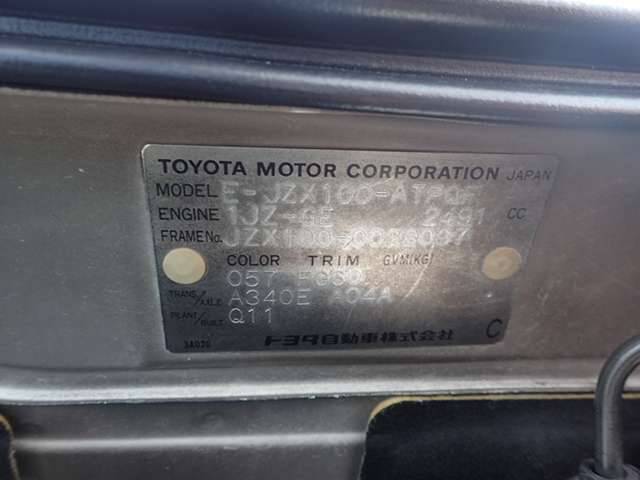 TOYOTA MOTOR CORPORATION JAPAN
MODEL E-JZX100-ATPQF
ENGINE 1JZ-GE 2491 CC
FRAME No.
COLOR TRIM GVM(KG)
057
TRANS./AXLE A340E A04A
PLANT/BUILT Q11
トヨタ自動車株式会社 C